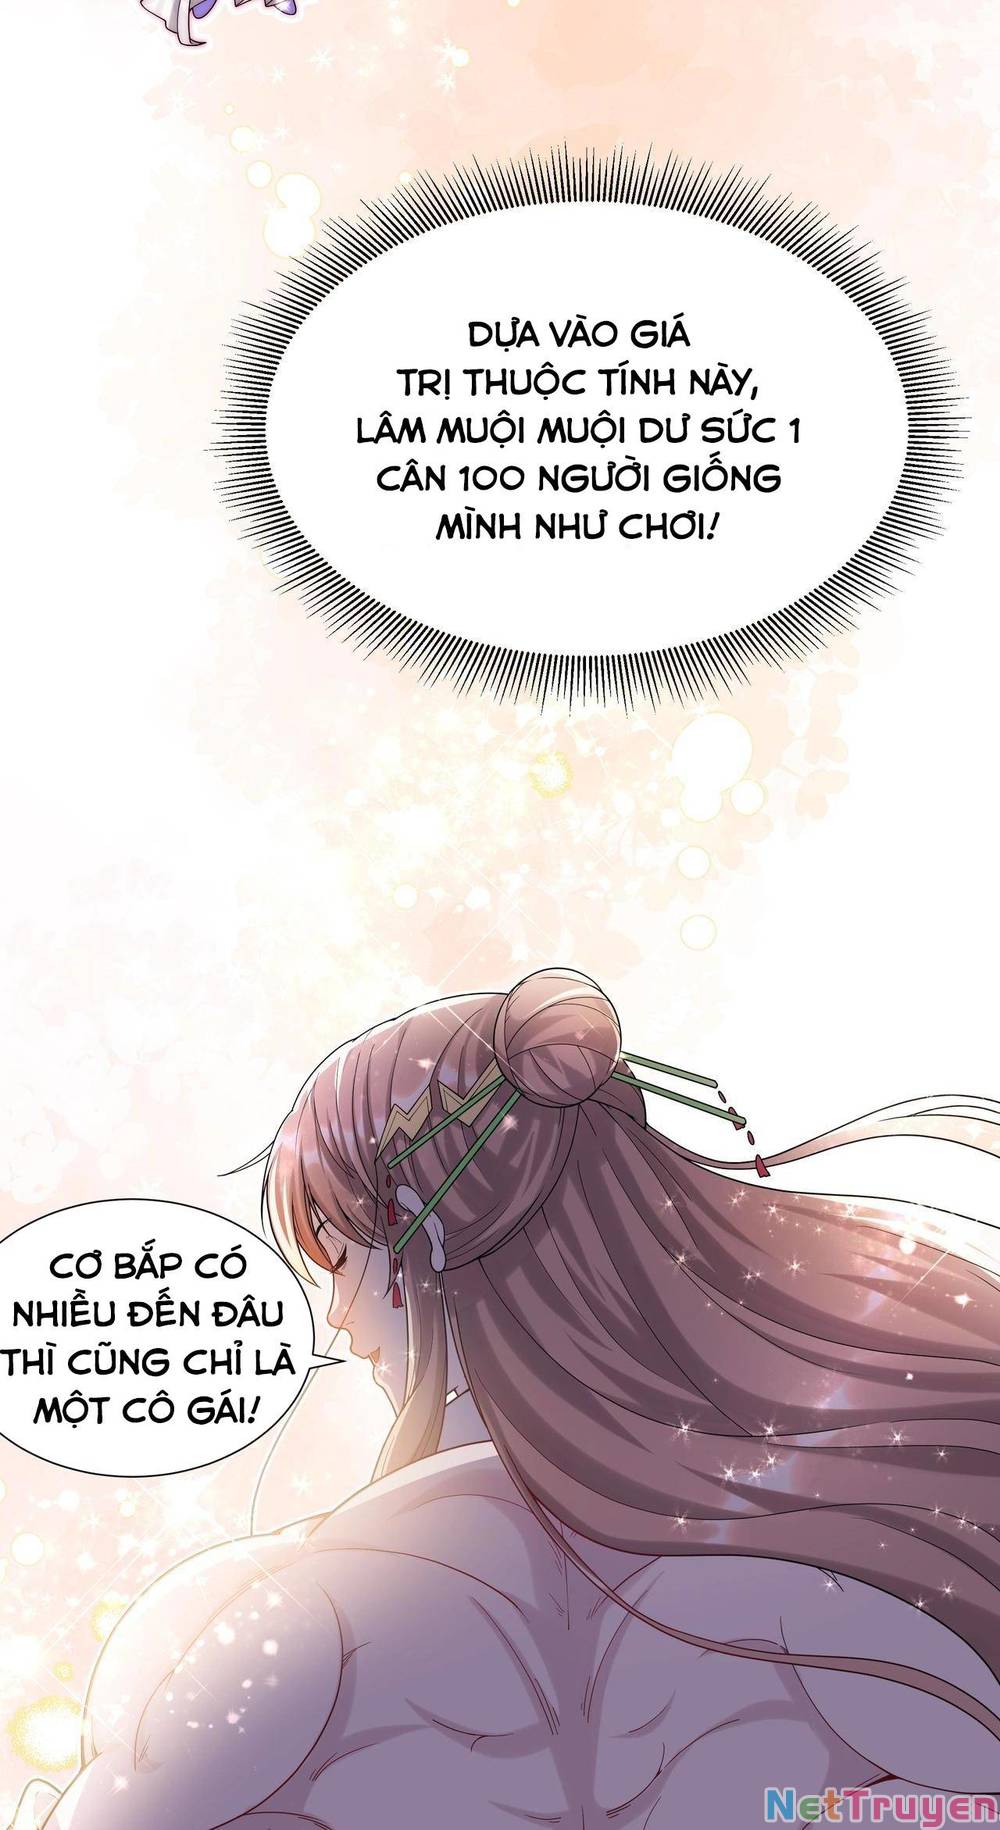 DỰA VÀO GIÁ
TRỊ THUỘC TÍNH NÀY,
LÂM MUỘI MUỘI DƯ SỨC 1
CÂN 100 NGƯỜI GIỐNG
MÌNH NHƯ CHƠI!
CƠ BẮP CÓ
NHIỀU ĐẾN ĐÂU
THÌ CŨNG CHỈ LÀ
MỘT CÔ GÁI!
NetTruyen